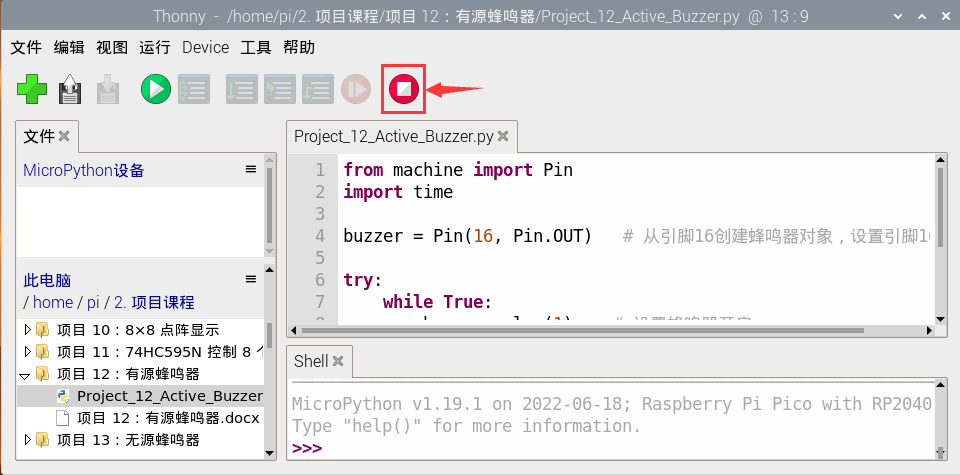 Thonny - /home/pi/2. 项目课程/项目 12：有源蜂鸣器/Project_12_Active_Buzzer.py @ 13 : 9
文件 编辑 视图 运行 Device 工具 帮助
文件
MicroPython设备
此电脑
/ home / pi / 2. 项目课程
项目 10：8×8 点阵显示
项目 11：74HC595N 控制 8 个
项目 12：有源蜂鸣器
Project_12_Active_Buzzer
项目 12：有源蜂鸣器.docx
项目 13：无源蜂鸣器
Project_12_Active_Buzzer.py
1 from machine import Pin
2 import time
3
4 buzzer = Pin(16, Pin.OUT) # 从引脚16创建蜂鸣器对象，设置引脚1
5
6 try:
7 while True:
Shell
MicroPython v1.19.1 on 2022-06-18; Raspberry Pi Pico with RP2040
Type "help()" for more information.
>>>